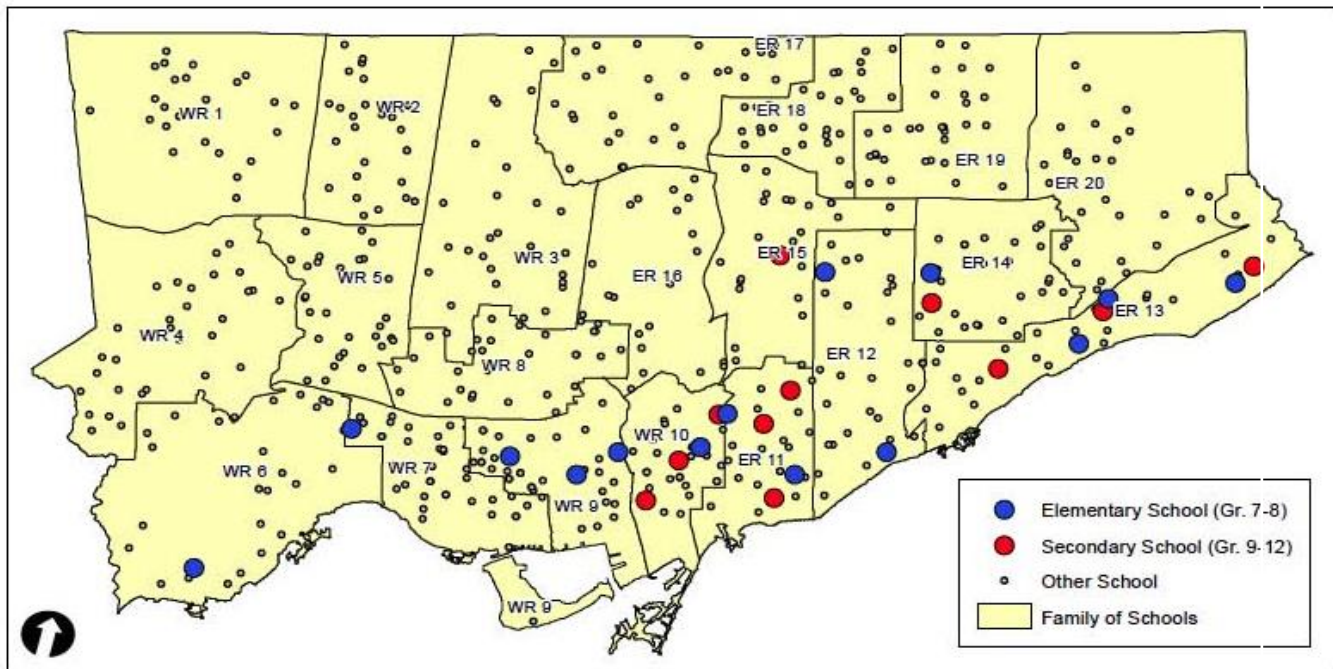 ER 17
WR 1
WR 2
ER 18
ER 19
ER 20
WR 3
ER 15
ER 14
WR 5
ER 16
ER 13
WR 4
ER 12
WR 8
WR 10
ER 11
WR 6
WR 7
WR 9
WR 9
Elementary School (Gr. 7-8)
Secondary School (Gr. 9-12)
Other School
Family of Schools